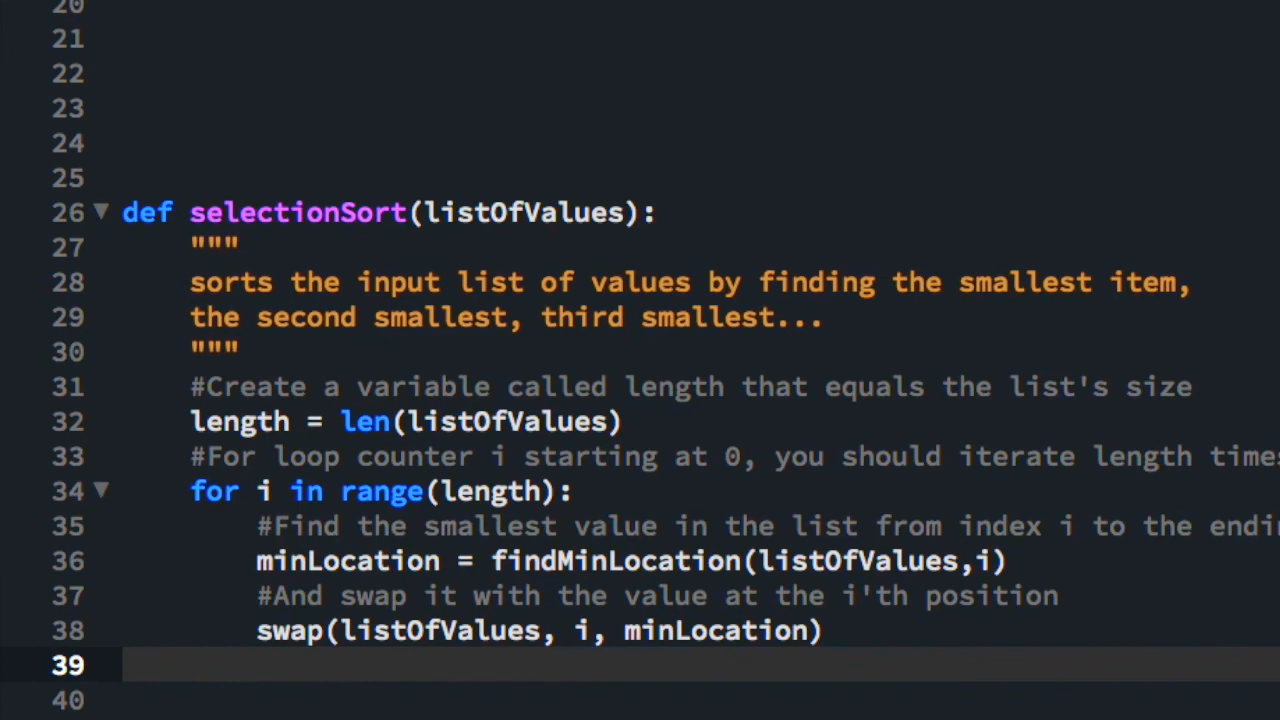 20
21
22
23
24
25
26 def selectionSort(listOfValues):
27 """
28 sorts the input list of values by finding the smallest item,
29 the second smallest, third smallest...
30 """
31 #Create a variable called length that equals the list's size
32 length = len(listOfValues)
33 #For loop counter i starting at 0, you should iterate length times
34 for i in range(length):
35 #Find the smallest value in the list from index i to the
36 minLocation = findMinLocation(listOfValues,i)
37 #And swap it with the value at the i'th position
38 swap(listOfValues, i, minLocation)
39
40